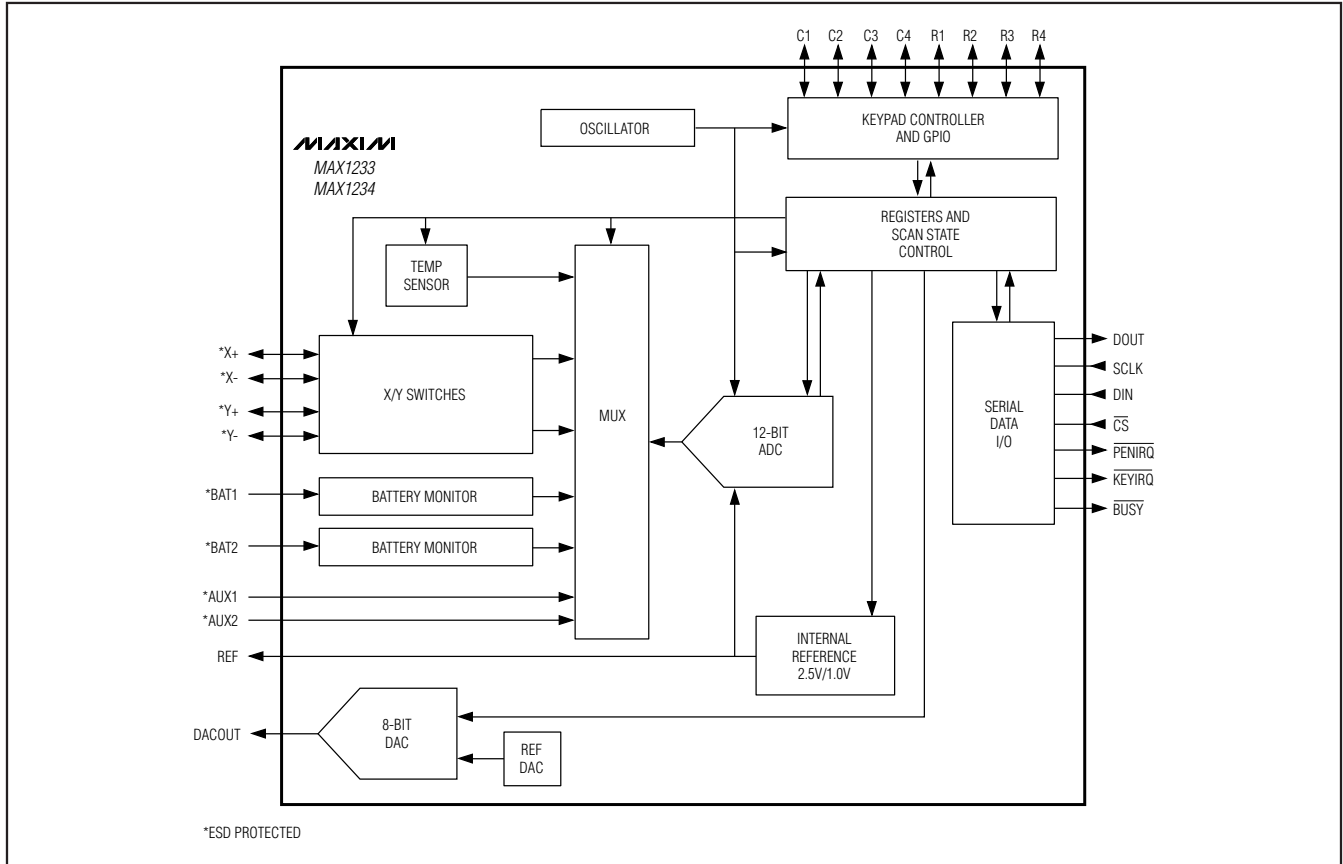 C1 C2 C3 C4 R1 R2 R3 R4
OSCILLATOR
KEYPAD CONTROLLER
AND GPIO
MAXIM
MAX1233
MAX1234
REGISTERS AND
SCAN STATE
CONTROL
TEMP
SENSOR
*X+
*X-
*Y+
*Y-
X/Y SWITCHES
MUX
12-BIT
ADC
SERIAL
DATA
I/O
DOUT
SCLK
DIN
CS
PENIRQ
KEYIRQ
BUSY
*BAT1
BATTERY MONITOR
*BAT2
BATTERY MONITOR
*AUX1
*AUX2
REF
INTERNAL
REFERENCE
2.5V/1.0V
DACOUT
8-BIT
DAC
REF
DAC
*ESD PROTECTED